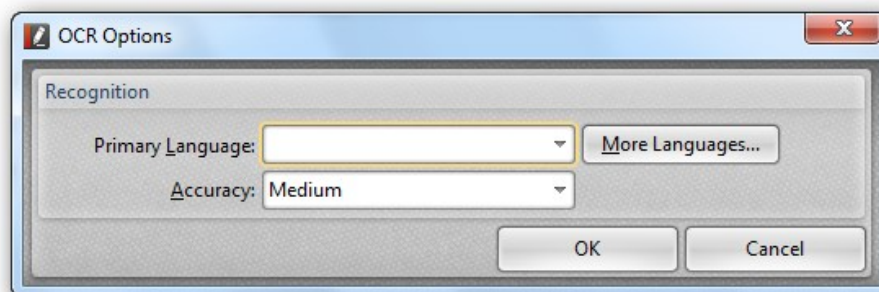 OCR Options
Recognition
Primary Language:
More Languages...
Accuracy: Medium
OK Cancel